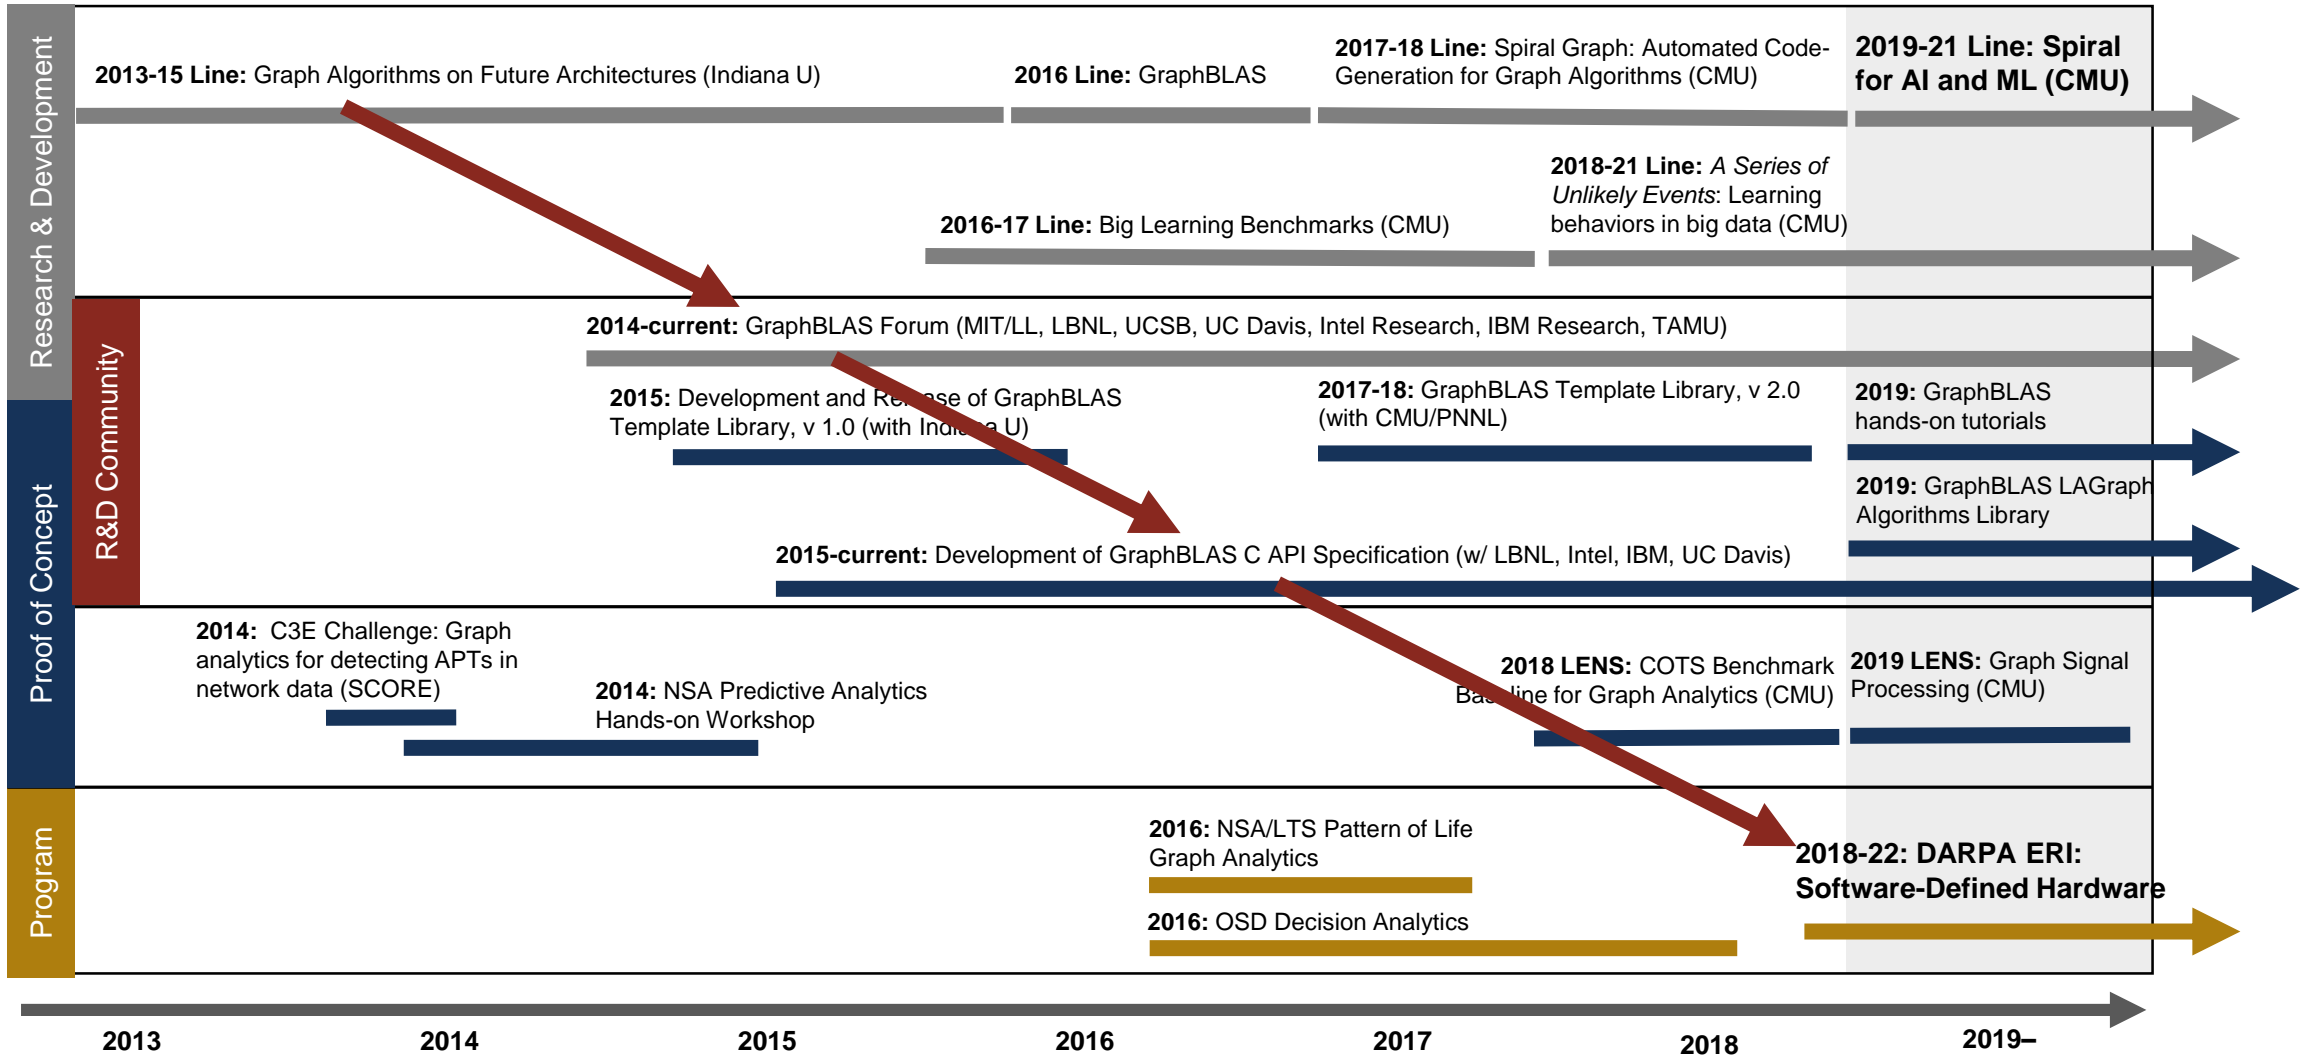 Research & Development
Proof of Concept
Program
R&D Community
2013-15 Line: Graph Algorithms on Future Architectures (Indiana U)
2016 Line: GraphBLAS
2017-18 Line: Spiral Graph: Automated Code-
Generation for Graph Algorithms (CMU)
2019-21 Line: Spiral
for AI and ML (CMU)
2016-17 Line: Big Learning Benchmarks (CMU)
2018-21 Line: A Series of
Unlikely Events: Learning
behaviors in big data (CMU)
2014-current: GraphBLAS Forum (MIT/LL, LBNL, UCSB, UC Davis, Intel Research, IBM Research, TAMU)
2015: Development and Release of GraphBLAS
Template Library, v 1.0 (with Indiana U)
2017-18: GraphBLAS Template Library, v 2.0
(with CMU/PNNL)
2019: GraphBLAS
hands-on tutorials
2019: GraphBLAS LAGraph
Algorithms Library
2015-current: Development of GraphBLAS C API Specification (w/ LBNL, Intel, IBM, UC Davis)
2014:  C3E Challenge: Graph
analytics for detecting APTs in
network data (SCORE)
2014: NSA Predictive Analytics
Hands-on Workshop
2018 LENS: COTS Benchmark
Baseline for Graph Analytics (CMU)
2019 LENS: Graph Signal
Processing (CMU)
2016: NSA/LTS Pattern of Life
Graph Analytics
2016: OSD Decision Analytics
2018-22: DARPA ERI:
Software-Defined Hardware
2013
2014
2015
2016
2017
2018
2019–